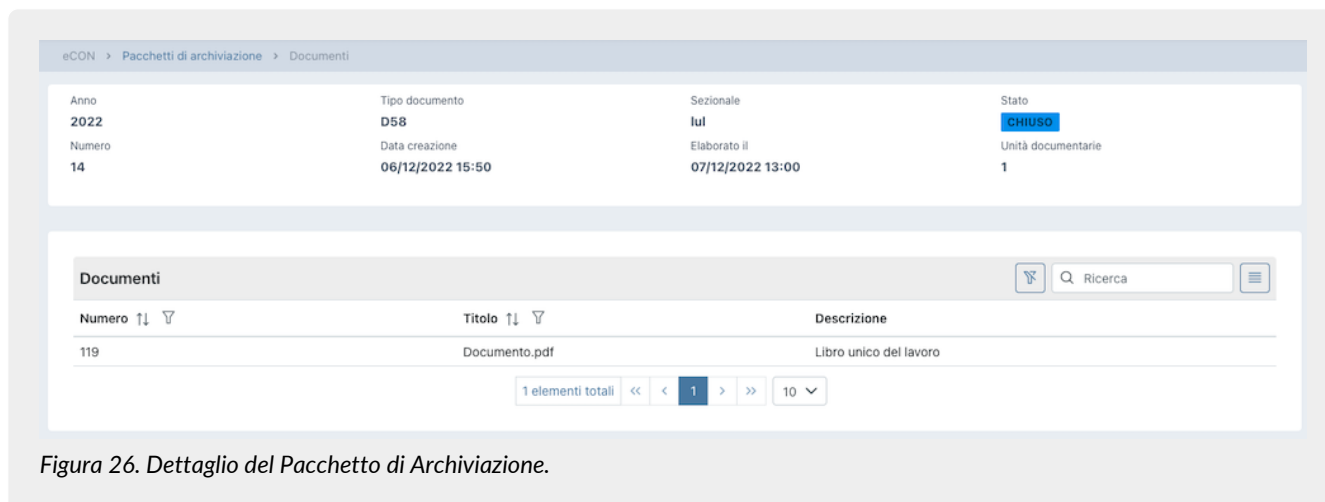 eCON > Pacchetti di archiviazione > Documenti
Anno Tipo documento Sezionale Stato
2022 D58 lul CHIUSO
Numero Data creazione Elaborato il Unità documentarie
14 06/12/2022 15:50 07/12/2022 13:00 1
Documenti Ricerca
Numero Titolo Descrizione
119 Documento.pdf Libro unico del lavoro
1 elementi totali << < 1 > >> 10
Figura 26. Dettaglio del Pacchetto di Archiviazione.